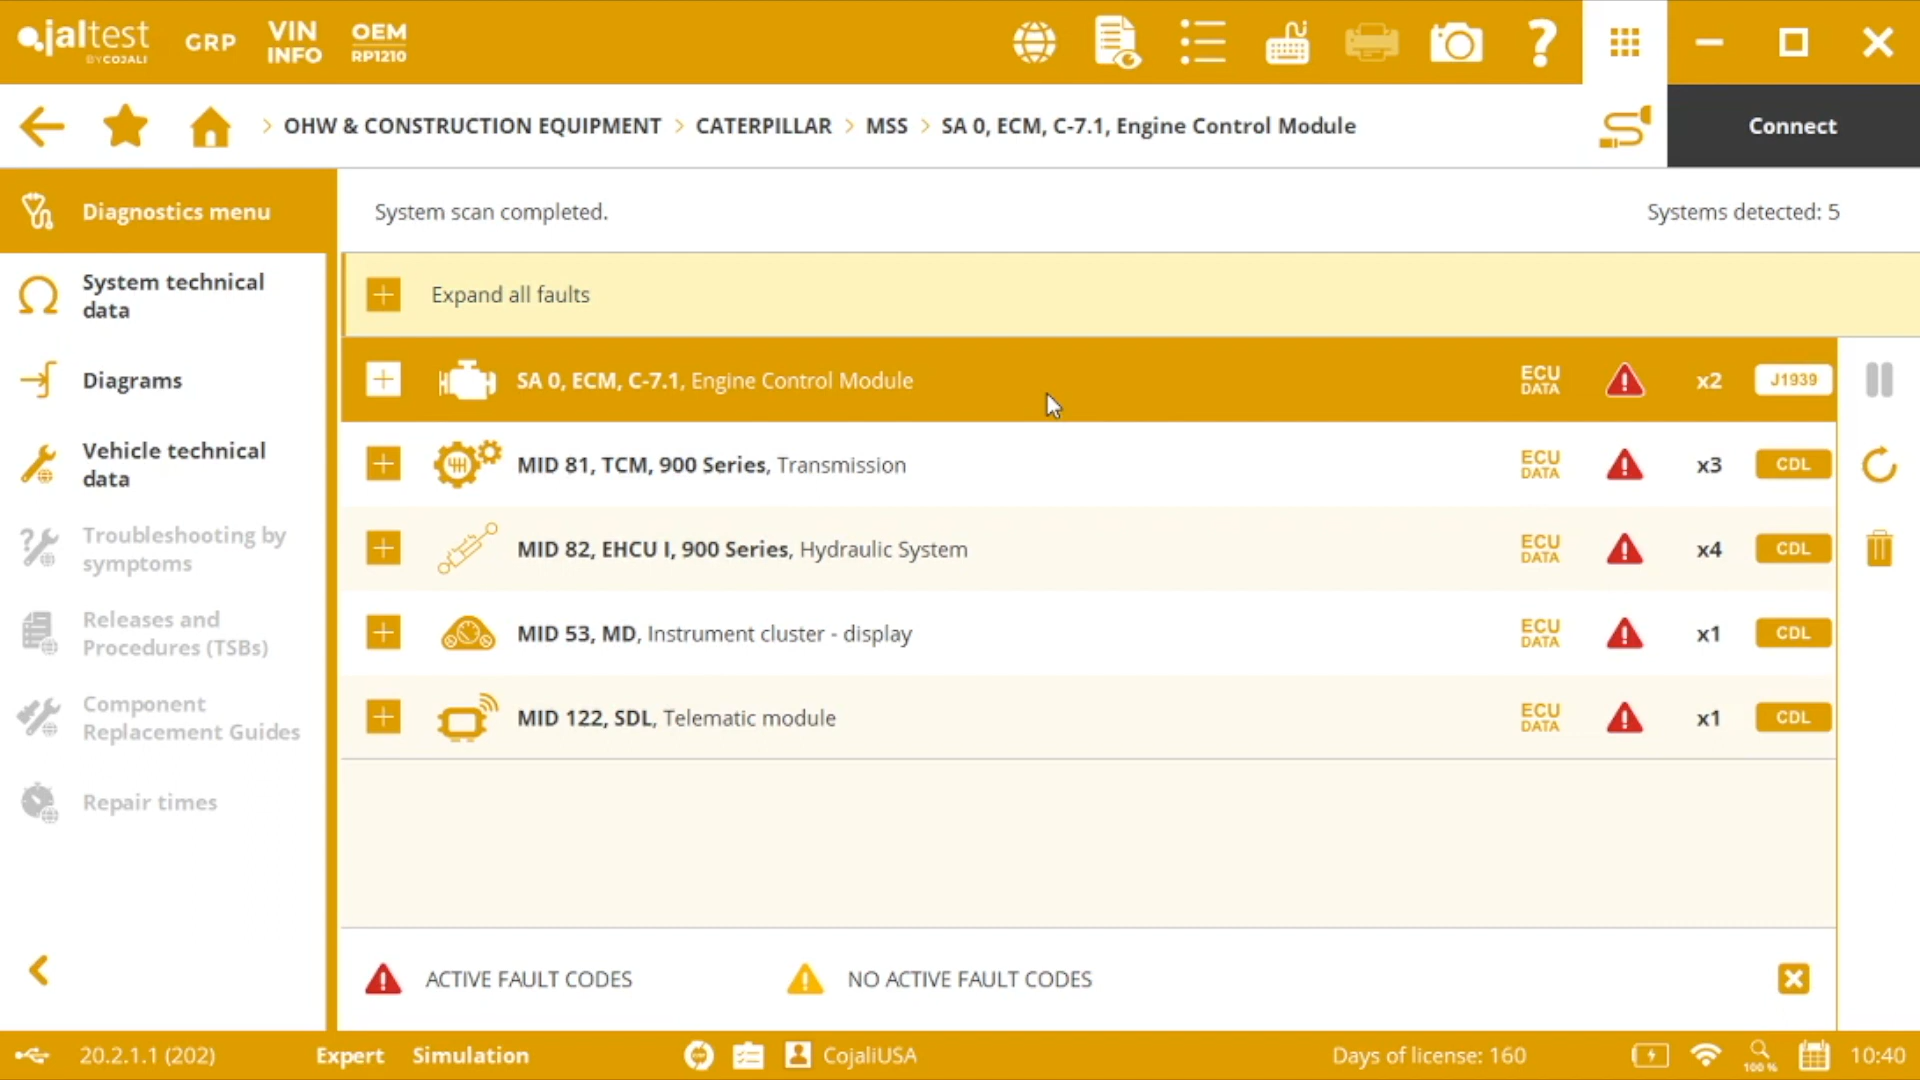 jaltest
BY COJALI
GRP
VIN
INFO
OEM
RP1210
OHW & CONSTRUCTION EQUIPMENT > CATERPILLAR > MSS > SA 0, ECM, C-7.1, Engine Control Module
Connect
Diagnostics menu
System technical
data
Diagrams
Vehicle technical
data
Troubleshooting by
symptoms
Releases and
Procedures (TSBs)
Component
Replacement Guides
Repair times
System scan completed.
Systems detected: 5
Expand all faults
SA 0, ECM, C-7.1, Engine Control Module
ECU
DATA
x2
J1939
MID 81, TCM, 900 Series, Transmission
ECU
DATA
x3
CDL
MID 82, EHCU I, 900 Series, Hydraulic System
ECU
DATA
x4
CDL
MID 53, MD, Instrument cluster - display
ECU
DATA
x1
CDL
MID 122, SDL, Telematic module
ECU
DATA
x1
CDL
ACTIVE FAULT CODES
NO ACTIVE FAULT CODES
20.2.1.1 (202)
Expert
Simulation
CojaliUSA
Days of license: 160
100 %
10:40